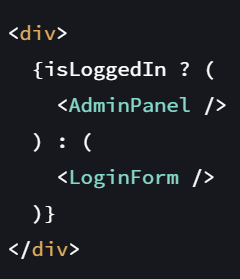 <div>
  {isLoggedIn ? (
    <AdminPanel />
  ) : (
    <LoginForm />
  )}
</div>